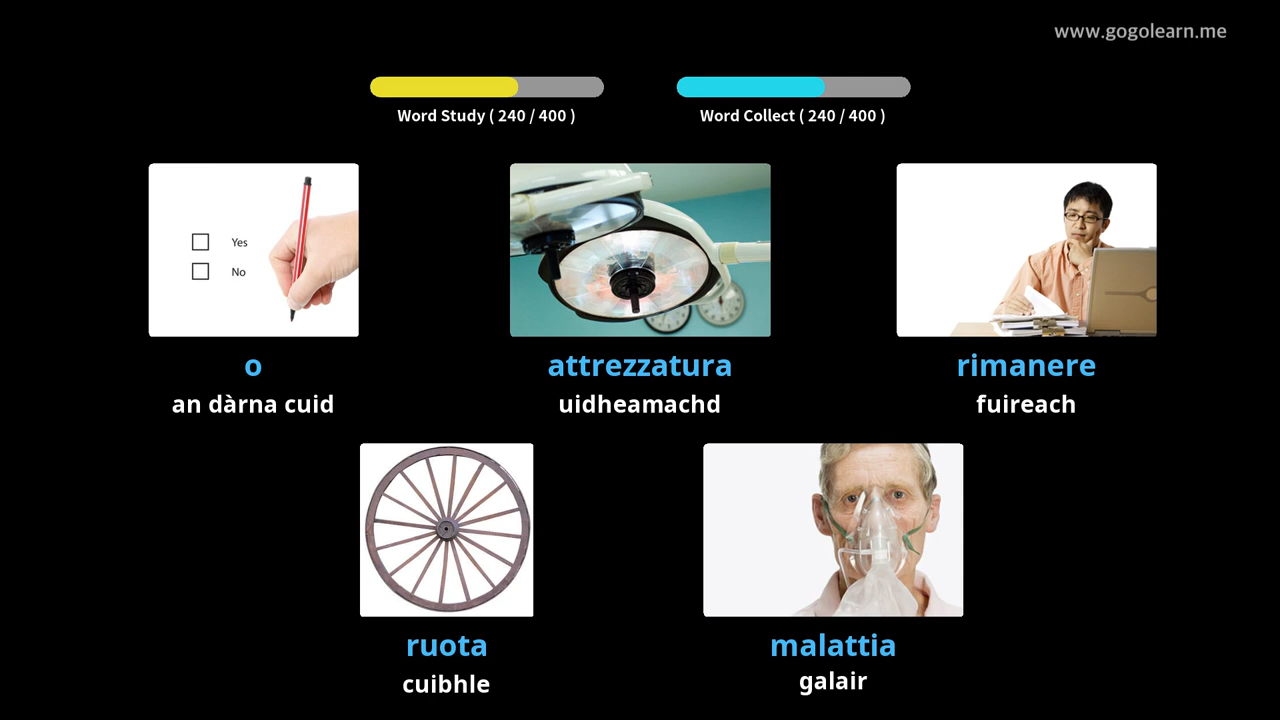 www.gogolearn.me
Word Study ( 240 / 400 )
Word Collect ( 240 / 400 )
Yes
No
o
an dàrna cuid
attrezzatura
uidheamachd
rimanere
fuireach
ruota
cuibhle
malattia
galair